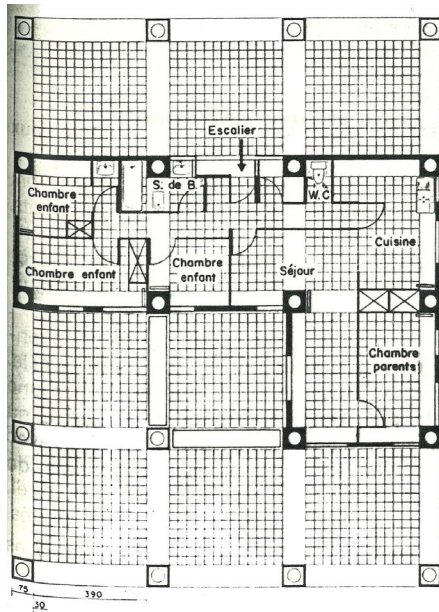 Escalier
S. de B.
W.C
Chambre
enfant
Chambre enfant
Chambre
enfant
Séjour
Cuisine
Chambre
parents
75
390
30